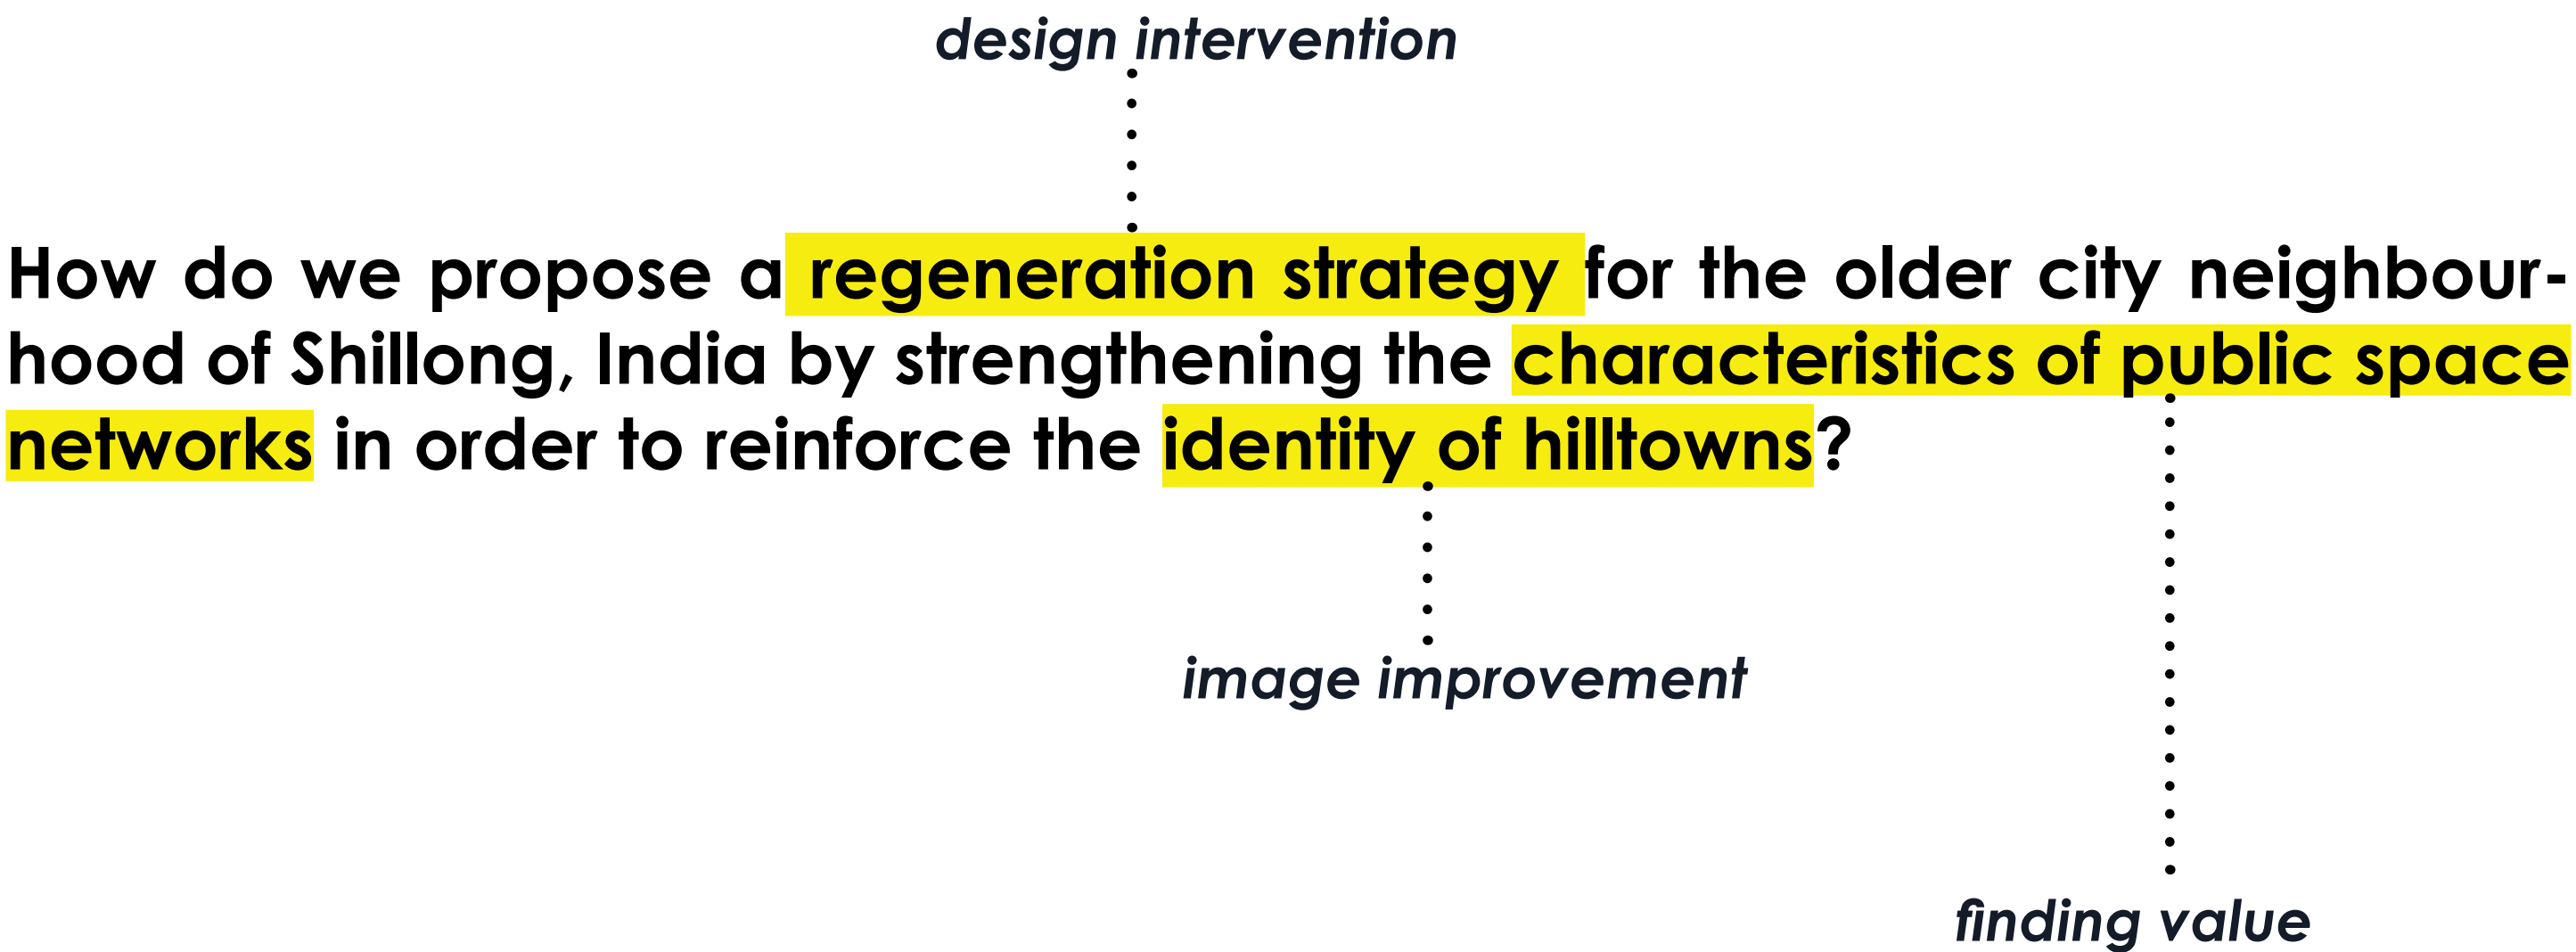 design intervention
How do we propose a regeneration strategy for the older city neighbour-
hood of Shillong, India by strengthening the characteristics of public space
networks in order to reinforce the identity of hilltowns?
image improvement
finding value